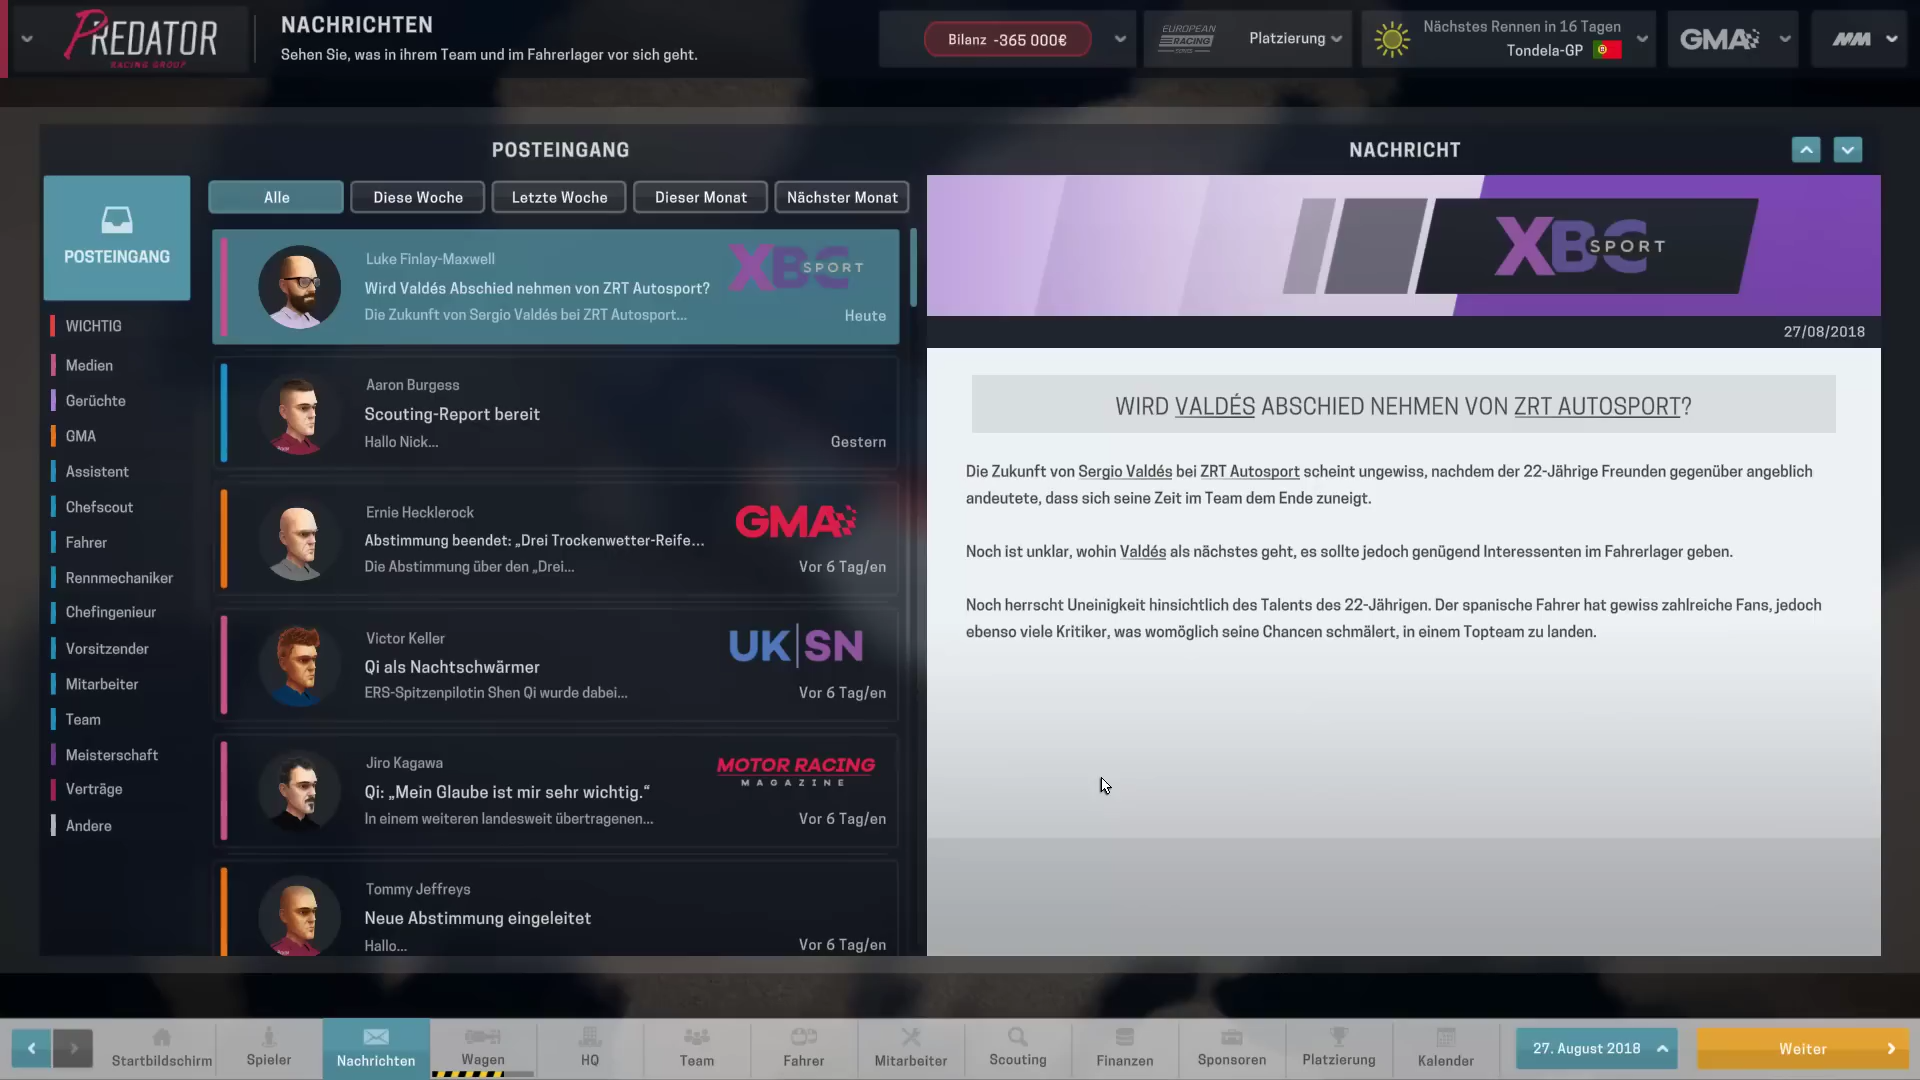 PREDATOR
RACING GROUP
NACHRICHTEN
Sehen Sie, was in ihrem Team und im Fahrerlager vor sich geht.
Bilanz -365 000€
EUROPEAN
RACING
Platzierung
Nächstes Rennen in 16 Tagen
Tondela-GP
GMA
MM
POSTEINGANG
NACHRICHT
POSTEINGANG
WICHTIG
Medien
Gerüchte
GMA
Assistent
Chefscout
Fahrer
Rennmechaniker
Chefingenieur
Vorsitzender
Mitarbeiter
Team
Meisterschaft
Verträge
Andere
Alle
Diese Woche
Letzte Woche
Dieser Monat
Nächster Monat
Luke Finlay-Maxwell
Wird Valdés Abschied nehmen von ZRT Autosport?
Die Zukunft von Sergio Valdés bei ZRT Autosport...
XBC SPORT
Heute
Aaron Burgess
Scouting-Report bereit
Hallo Nick...
Gestern
Ernie Hecklerock
Abstimmung beendet: „Drei Trockenwetter-Reife...
Die Abstimmung über den „Drei...
GMA
Vor 6 Tag/en
Victor Keller
Qi als Nachtschwärmer
ERS-Spitzenpilotin Shen Qi wurde dabei...
UK|SN
Vor 6 Tag/en
Jiro Kagawa
Qi: „Mein Glaube ist mir sehr wichtig.“
In einem weiteren landesweit übertragenen...
MOTOR RACING
MAGAZINE
Vor 6 Tag/en
Tommy Jeffreys
Neue Abstimmung eingeleitet
Hallo...
Vor 6 Tag/en
XBC SPORT
27/08/2018
WIRD VALDÉS ABSCHIED NEHMEN VON ZRT AUTOSPORT?
Die Zukunft von Sergio Valdés bei ZRT Autosport scheint ungewiss, nachdem der 22-Jährige Freunden gegenüber angeblich
andeutete, dass sich seine Zeit im Team dem Ende zuneigt.
Noch ist unklar, wohin Valdés als nächstes geht, es sollte jedoch genügend Interessenten im Fahrerlager geben.
Noch herrscht Uneinigkeit hinsichtlich des Talents des 22-Jährigen. Der spanische Fahrer hat gewiss zahlreiche Fans, jedoch
ebenso viele Kritiker, was womöglich seine Chancen schmälert, in einem Topteam zu landen.
Startbildschirm
Spieler
Nachrichten
Wagen
HQ
Team
Fahrer
Mitarbeiter
Scouting
Finanzen
Sponsoren
Platzierung
Kalender
27. August 2018
Weiter